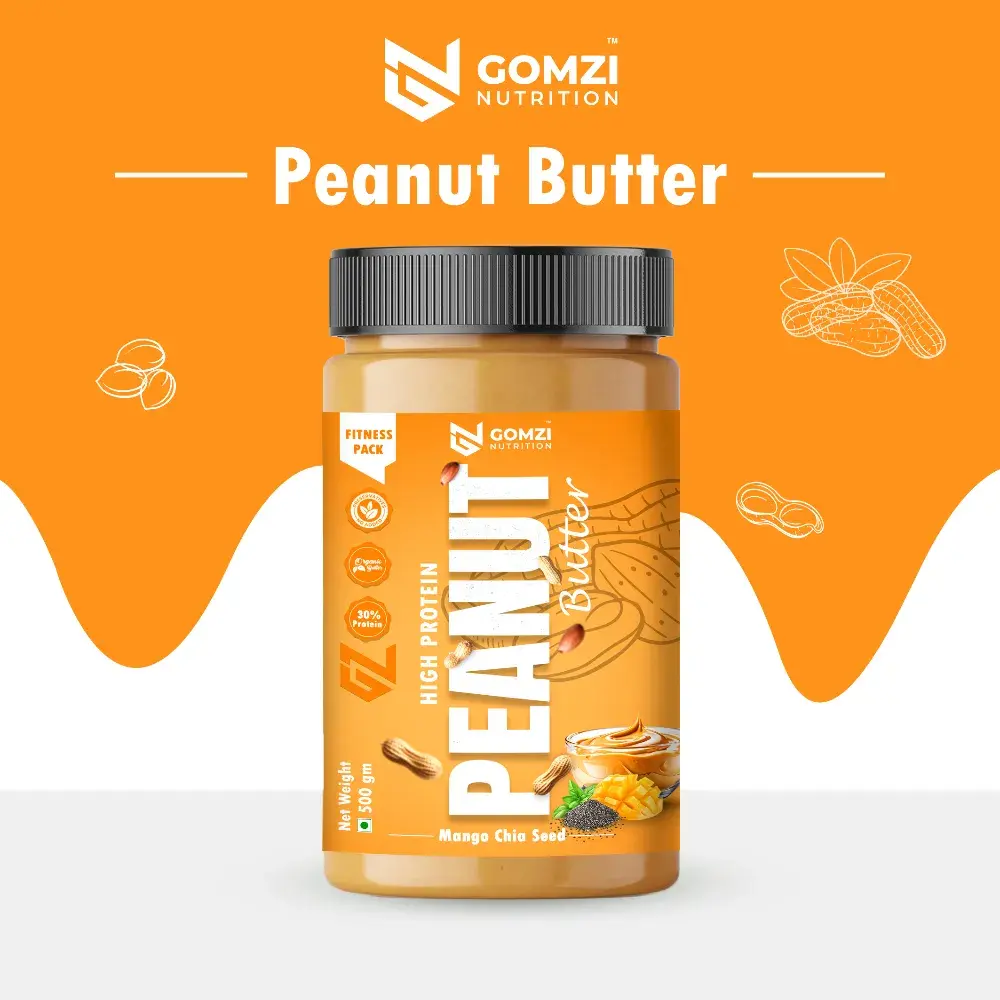 GOMZI™
NUTRITION
Peanut Butter
FITNESS
PACK
GOMZI
NUTRITION
HIGH PROTEIN
PEANUT
Butter
30%
Protein
Net Weight
500 gm
Mango Chia Seed